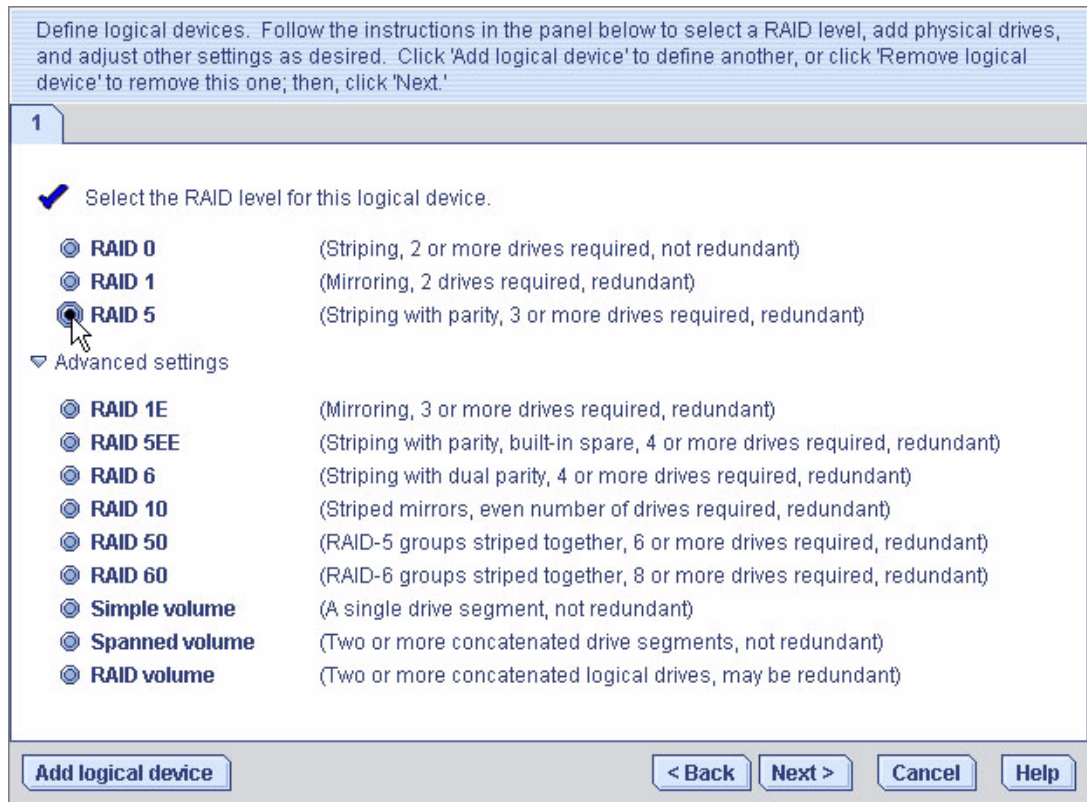 Define logical devices. Follow the instructions in the panel below to select a RAID level, add physical drives,
and adjust other settings as desired. Click 'Add logical device' to define another, or click 'Remove logical
device' to remove this one; then, click 'Next.'
1
Select the RAID level for this logical device.
RAID 0 (Striping, 2 or more drives required, not redundant)
RAID 1 (Mirroring, 2 drives required, redundant)
RAID 5 (Striping with parity, 3 or more drives required, redundant)
Advanced settings
RAID 1E (Mirroring, 3 or more drives required, redundant)
RAID 5EE (Striping with parity, built-in spare, 4 or more drives required, redundant)
RAID 6 (Striping with dual parity, 4 or more drives required, redundant)
RAID 10 (Striped mirrors, even number of drives required, redundant)
RAID 50 (RAID-5 groups striped together, 6 or more drives required, redundant)
RAID 60 (RAID-6 groups striped together, 8 or more drives required, redundant)
Simple volume (A single drive segment, not redundant)
Spanned volume (Two or more concatenated drive segments, not redundant)
RAID volume (Two or more concatenated logical drives, may be redundant)
Add logical device < Back Next > Cancel Help